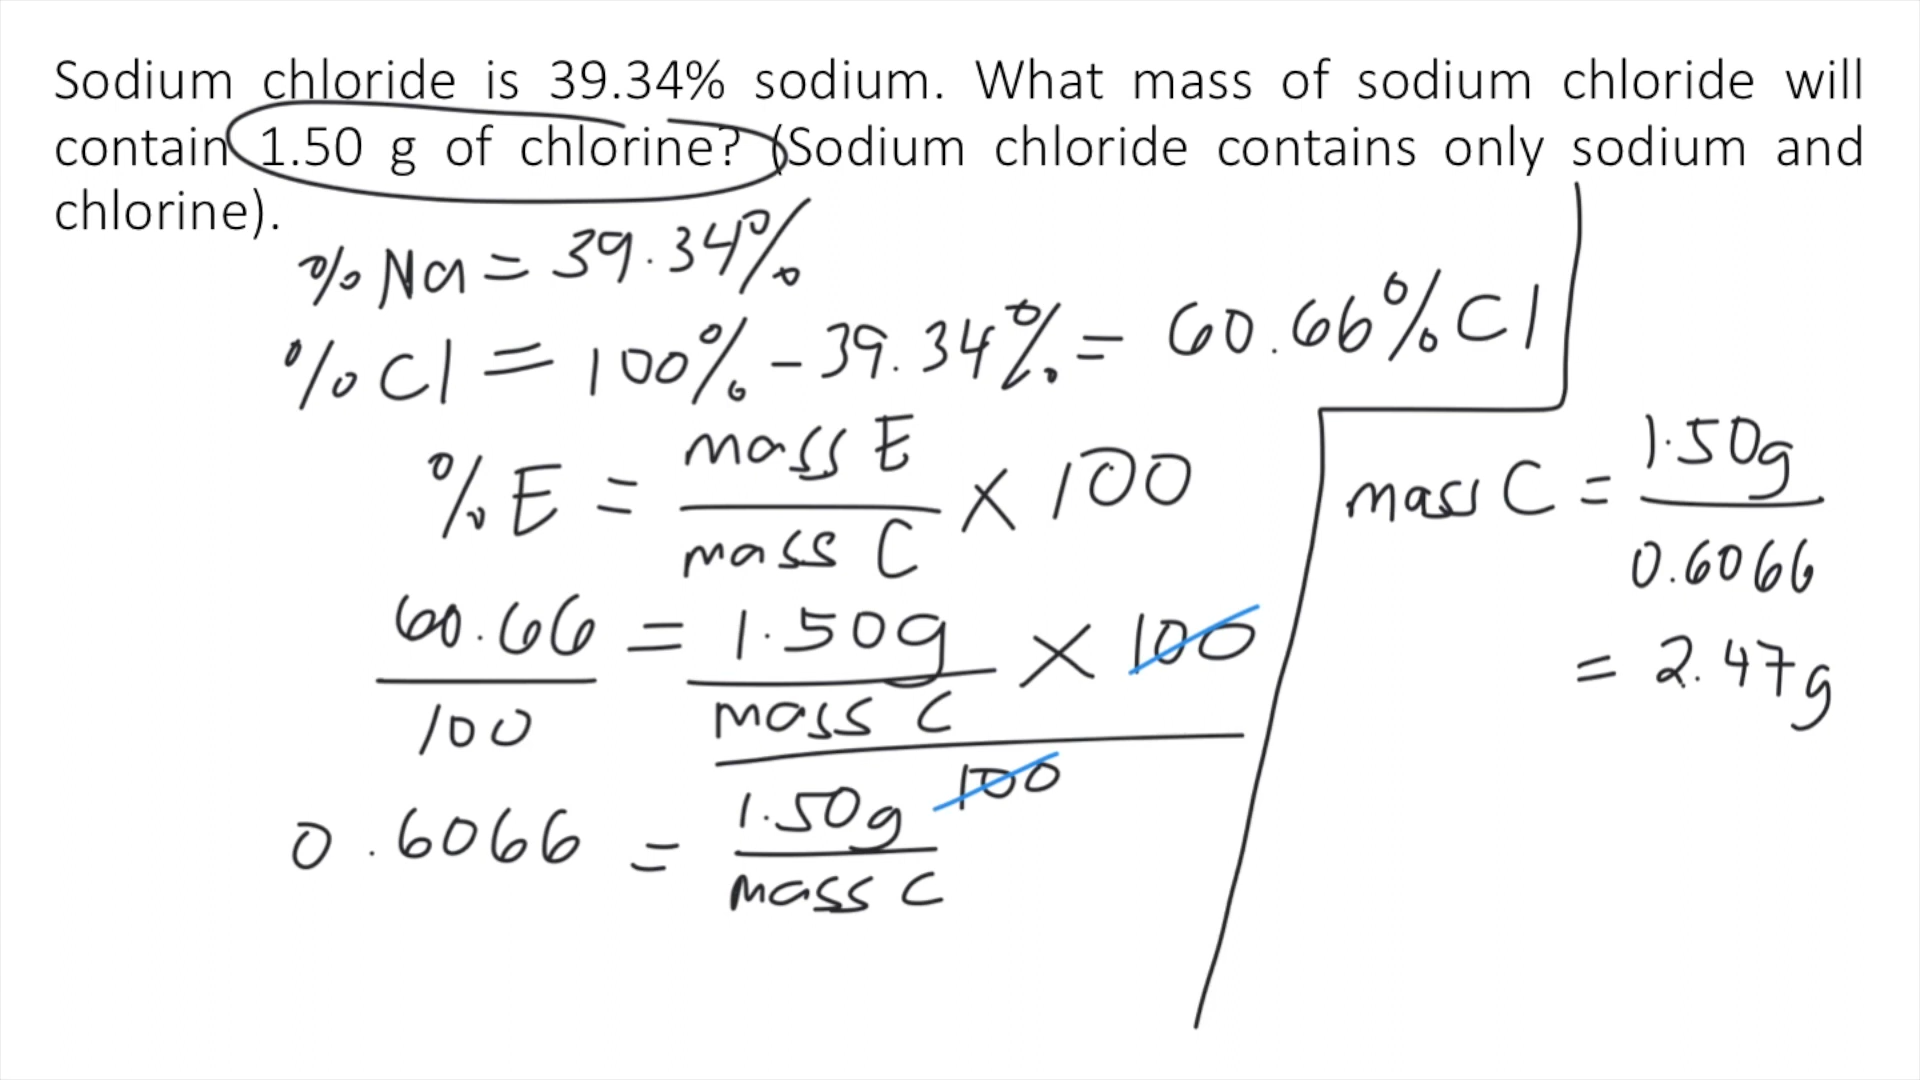 Sodium chloride is 39.34% sodium. What mass of sodium chloride will
contain 1.50 g of chlorine? (Sodium chloride contains only sodium and
chlorine).
% Na = 39.34%
% Cl = 100% - 39.34% = 60.66% Cl
% E = mass E / mass C × 100
60.66 / 100 = 1.50g / mass C × 100 / 100
0.6066 = 1.50g / mass C
mass C = 1.50g / 0.6066
= 2.47g